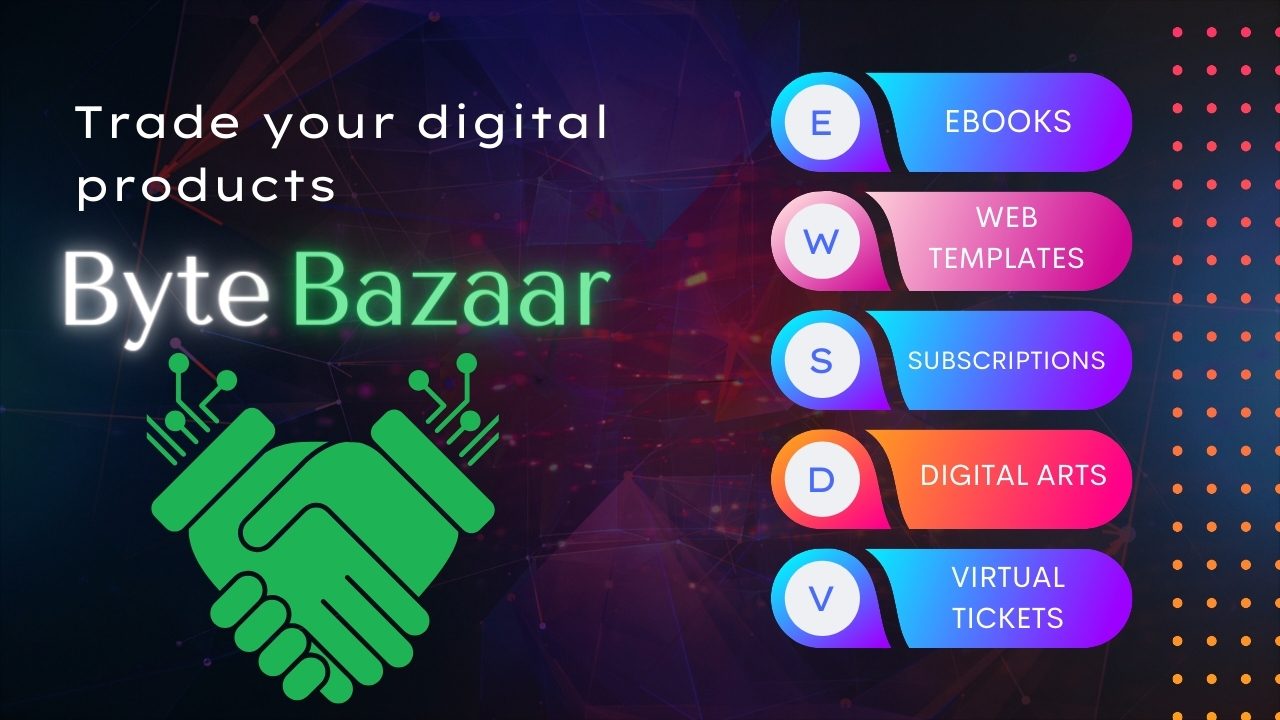 Trade your digital
products
Byte Bazaar
E EBOOKS
W WEB
TEMPLATES
S SUBSCRIPTIONS
D DIGITAL ARTS
V VIRTUAL
TICKETS